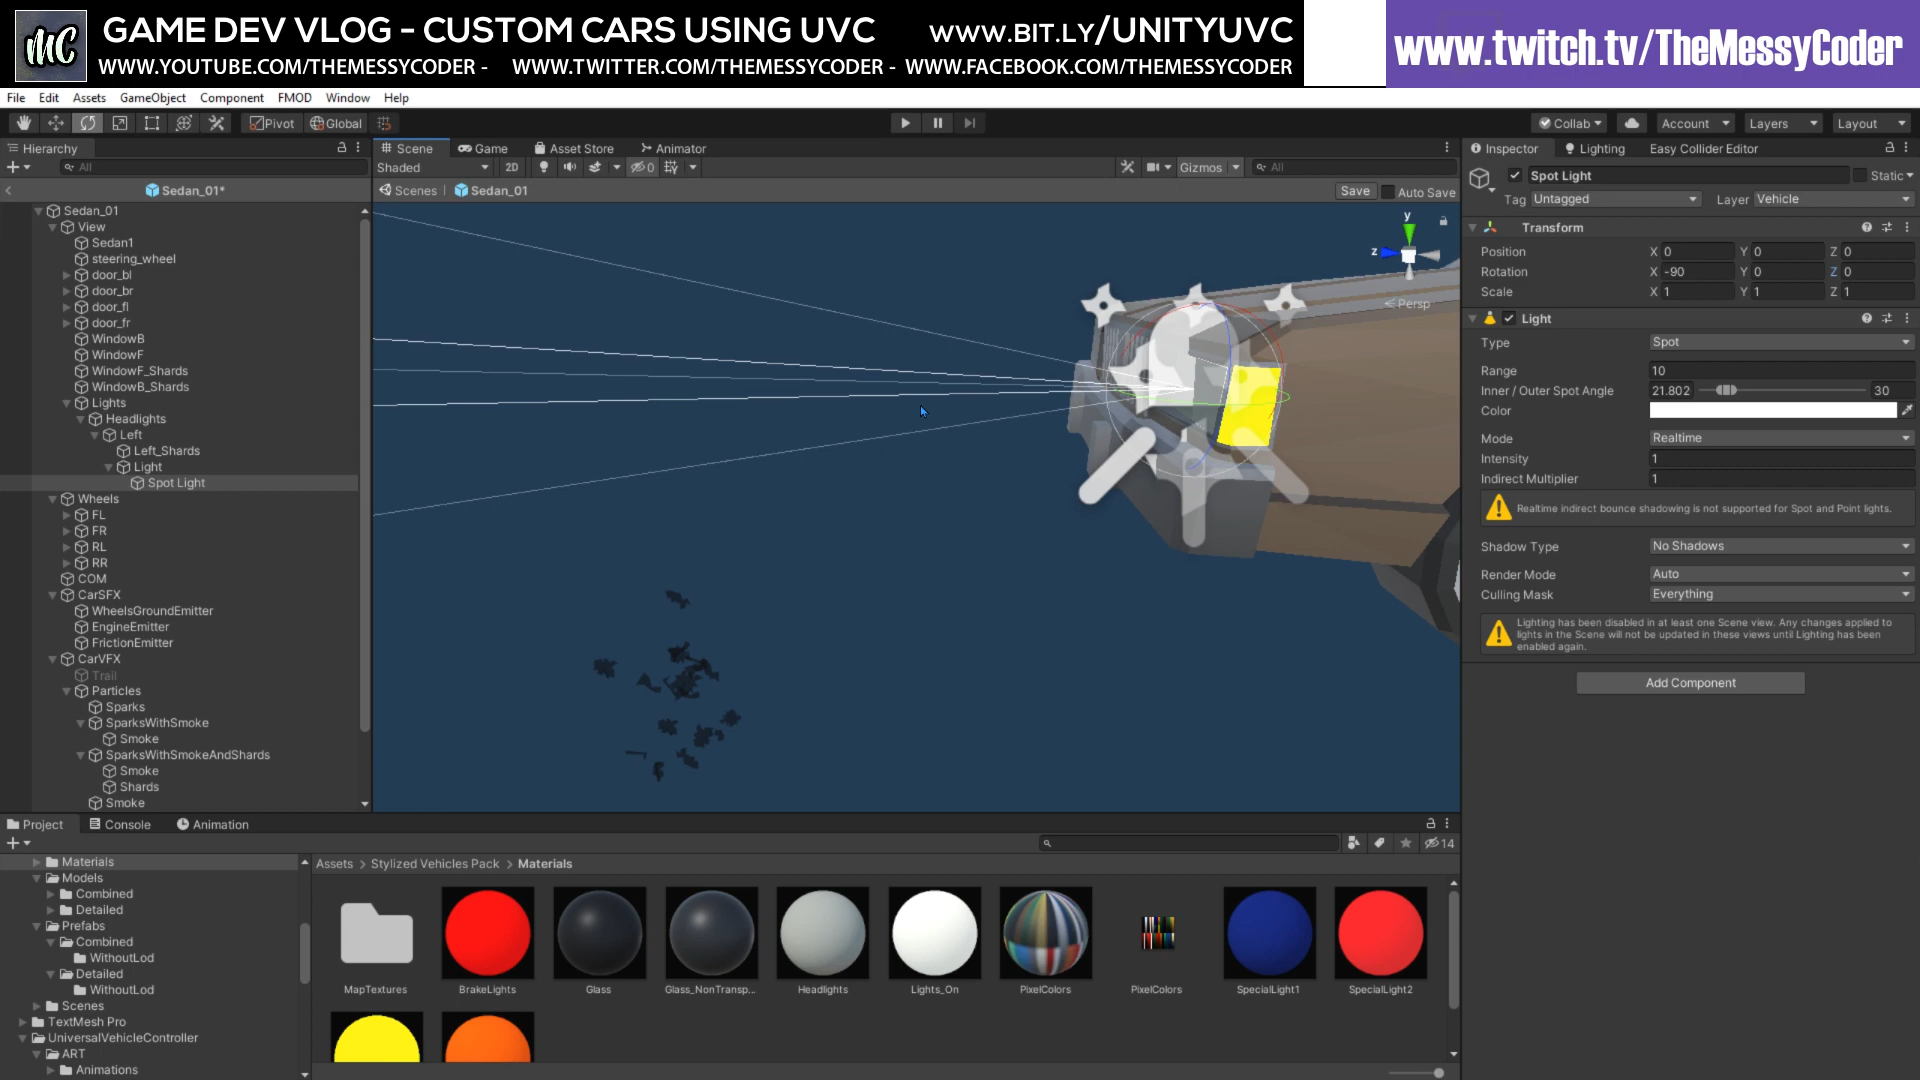 MC
GAME DEV VLOG - CUSTOM CARS USING UVC
WWW.BIT.LY/UNITYUVC
WWW.YOUTUBE.COM/THEMESSYCODER - WWW.TWITTER.COM/THEMESSYCODER - WWW.FACEBOOK.COM/THEMESSYCODER
www.twitch.tv/TheMessyCoder
File Edit Assets GameObject Component FMOD Window Help
Pivot Global
Collab Account Layers Layout
Hierarchy
All
Sedan_01*
Sedan_01
View
Sedan1
steering_wheel
door_bl
door_br
door_fl
door_fr
WindowB
WindowF
WindowF_Shards
WindowB_Shards
Lights
Headlights
Left
Left_Shards
Light
Spot Light
Wheels
FL
FR
RL
RR
COM
CarSFX
WheelsGroundEmitter
EngineEmitter
FrictionEmitter
CarVFX
Trail
Particles
Sparks
SparksWithSmoke
Smoke
SparksWithSmokeAndShards
Smoke
Shards
Smoke
Scene Game Asset Store Animator
Shaded 2D 0 Gizmos All
Scenes Sedan_01 Save Auto Save
y
z
Persp
Inspector Lighting Easy Collider Editor
Spot Light Static
Tag Untagged Layer Vehicle
Transform
Position X 0 Y 0 Z 0
Rotation X -90 Y 0 Z 0
Scale X 1 Y 1 Z 1
Light
Type Spot
Range 10
Inner / Outer Spot Angle 21.802 30
Color
Mode Realtime
Intensity 1
Indirect Multiplier 1
Realtime indirect bounce shadowing is not supported for Spot and Point lights.
Shadow Type No Shadows
Render Mode Auto
Culling Mask Everything
Lighting has been disabled in at least one Scene view. Any changes applied to
lights in the Scene will not be updated in these views until Lighting has been
enabled again.
Add Component
Project Console Animation
14
Materials
Models
Combined
Detailed
Prefabs
Combined
WithoutLod
Detailed
WithoutLod
Scenes
TextMesh Pro
UniversalVehicleController
ART
Animations
Assets > Stylized Vehicles Pack > Materials
MapTextures BrakeLights Glass Glass_NonTransp... Headlights Lights_On PixelColors PixelColors SpecialLight1 SpecialLight2